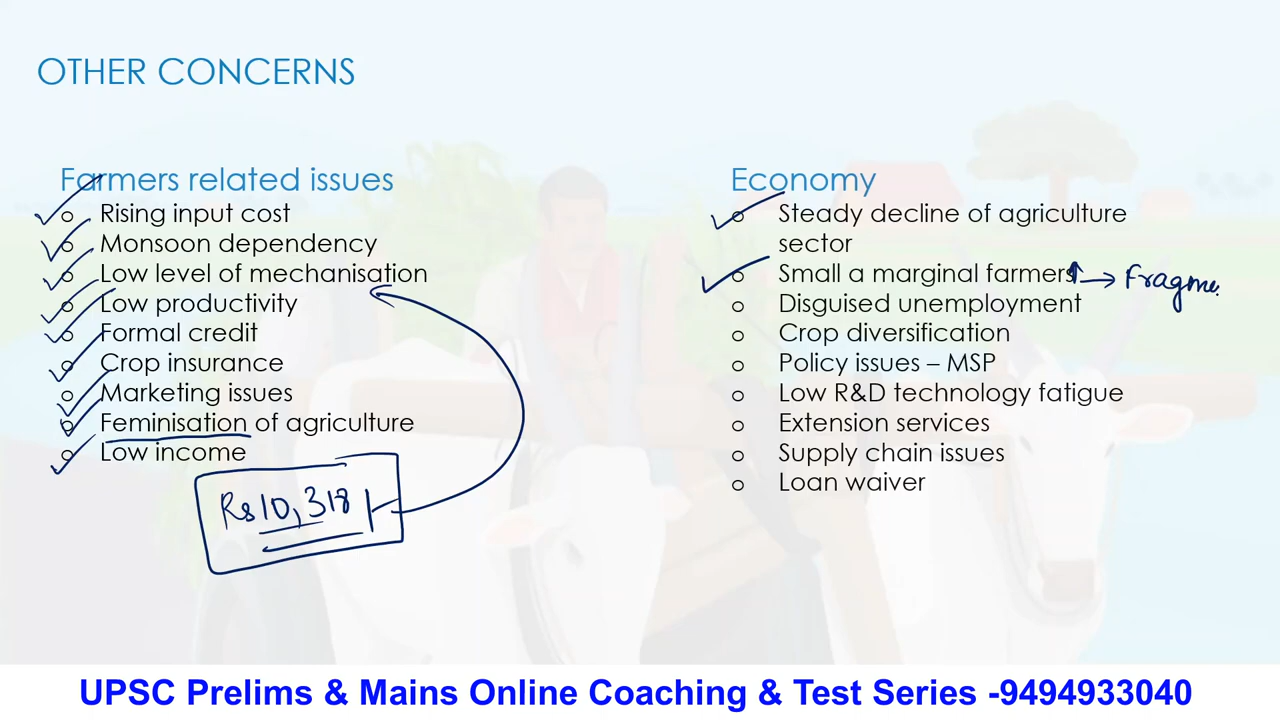 OTHER CONCERNS
Farmers related issues
Rising input cost
Monsoon dependency
Low level of mechanisation
Low productivity
Formal credit
Crop insurance
Marketing issues
Feminisation of agriculture
Low income
Rs10,318
Economy
Steady decline of agriculture
sector
Small a marginal farmers → Fragme
Disguised unemployment
Crop diversification
Policy issues – MSP
Low R&D technology fatigue
Extension services
Supply chain issues
Loan waiver
UPSC Prelims & Mains Online Coaching & Test Series -9494933040